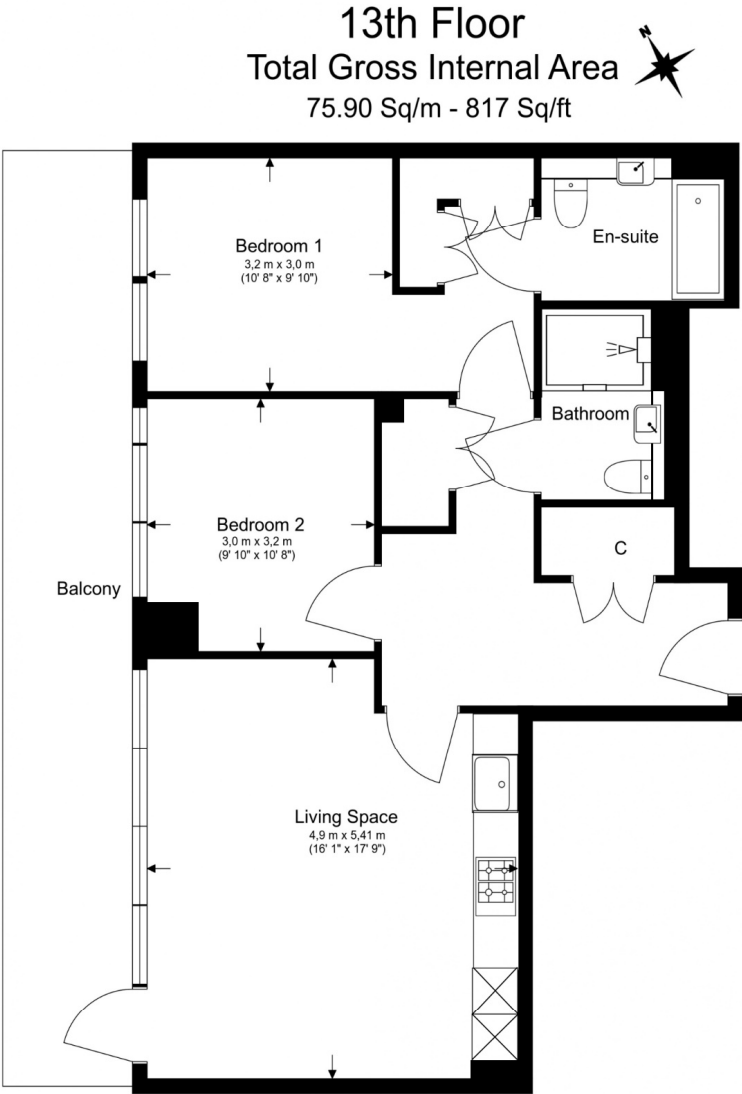 13th Floor
Total Gross Internal Area
N
75.90 Sq/m - 817 Sq/ft
Bedroom 1
3,2 m x 3,0 m
(10' 8" x 9' 10")
En-suite
Bathroom
Bedroom 2
3,0 m x 3,2 m
(9' 10" x 10' 8")
C
Balcony
Living Space
4,9 m x 5,41 m
(16' 1" x 17' 9")